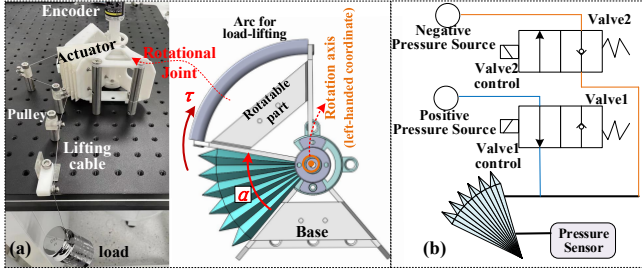 Encoder
Actuator
Rotational
Joint
Pulley
Lifting
cable
(a)
load
Arc for
load-lifting
Rotatable
part
Rotation axis
(left-handed coordinate)
τ
α
Base
Negative
Pressure Source
Valve2
Valve2
control
Positive
Pressure Source
Valve1
Valve1
control
(b)
Pressure
Sensor